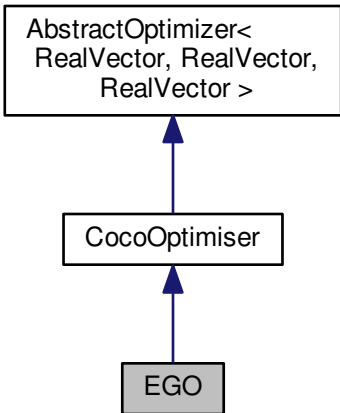 AbstractOptimizer<
RealVector, RealVector,
RealVector >
CocoOptimiser
EGO